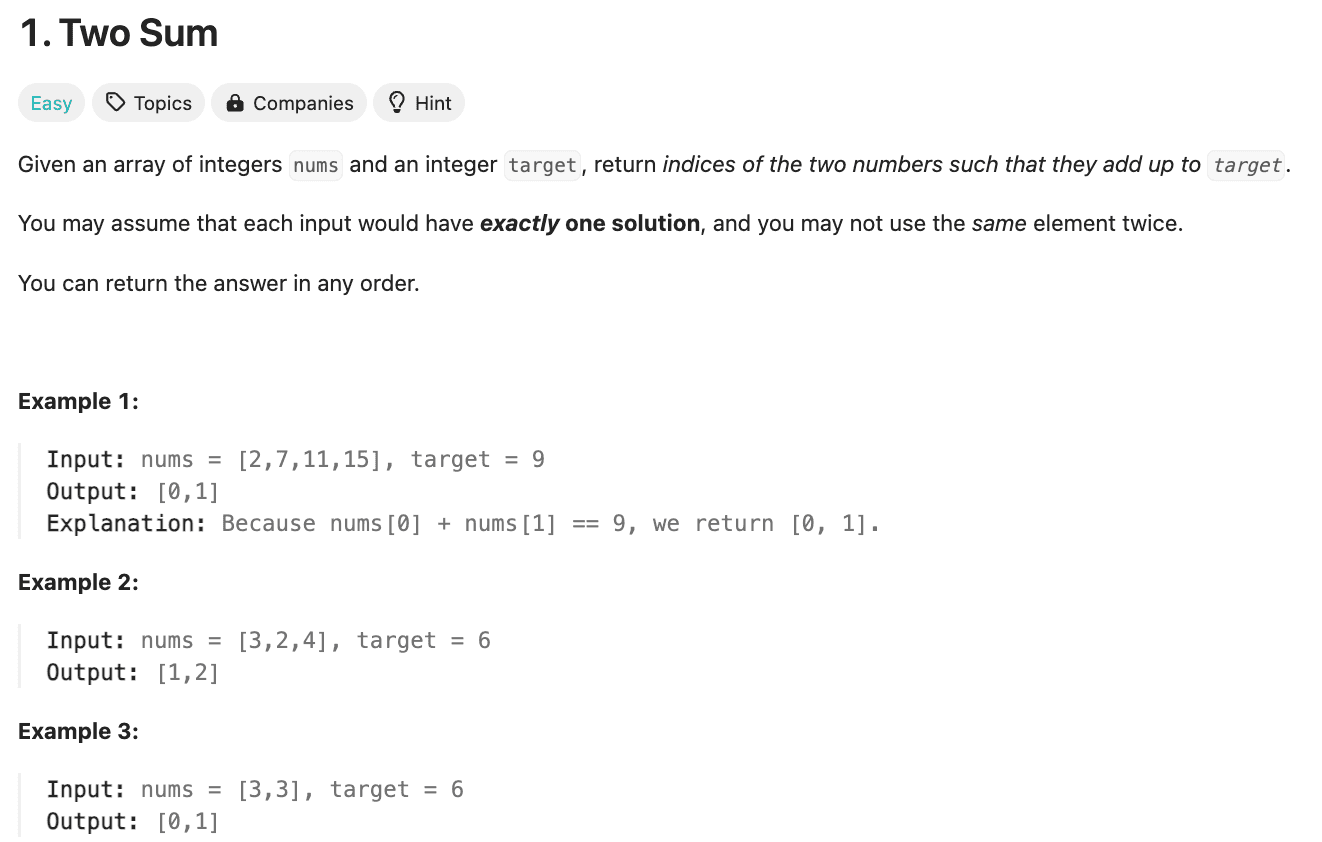 1. Two Sum
Easy Topics Companies Hint
Given an array of integers nums and an integer target, return indices of the two numbers such that they add up to target.
You may assume that each input would have exactly one solution, and you may not use the same element twice.
You can return the answer in any order.
Example 1:
Input: nums = [2,7,11,15], target = 9
Output: [0,1]
Explanation: Because nums[0] + nums[1] == 9, we return [0, 1].
Example 2:
Input: nums = [3,2,4], target = 6
Output: [1,2]
Example 3:
Input: nums = [3,3], target = 6
Output: [0,1]